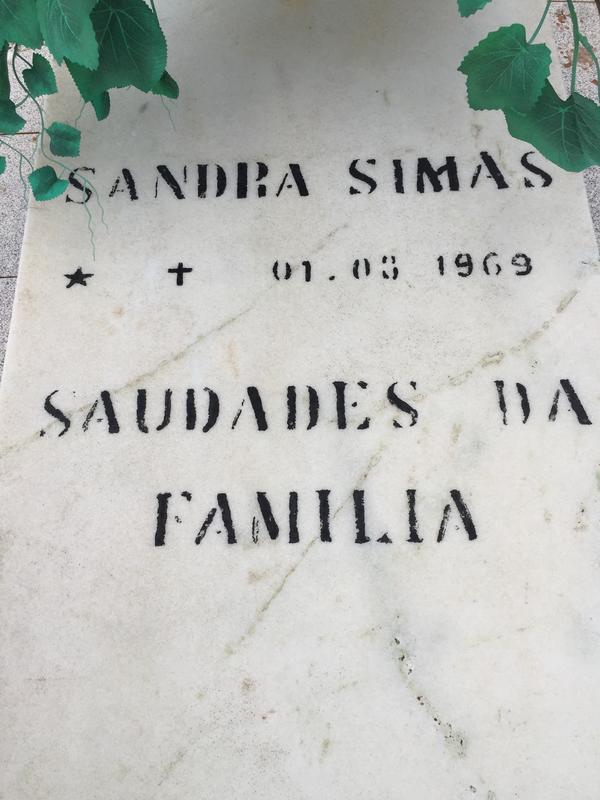 SANDRA SIMAS
★ ✝ 01.03 1969
SAUDADES DA
FAMILIA